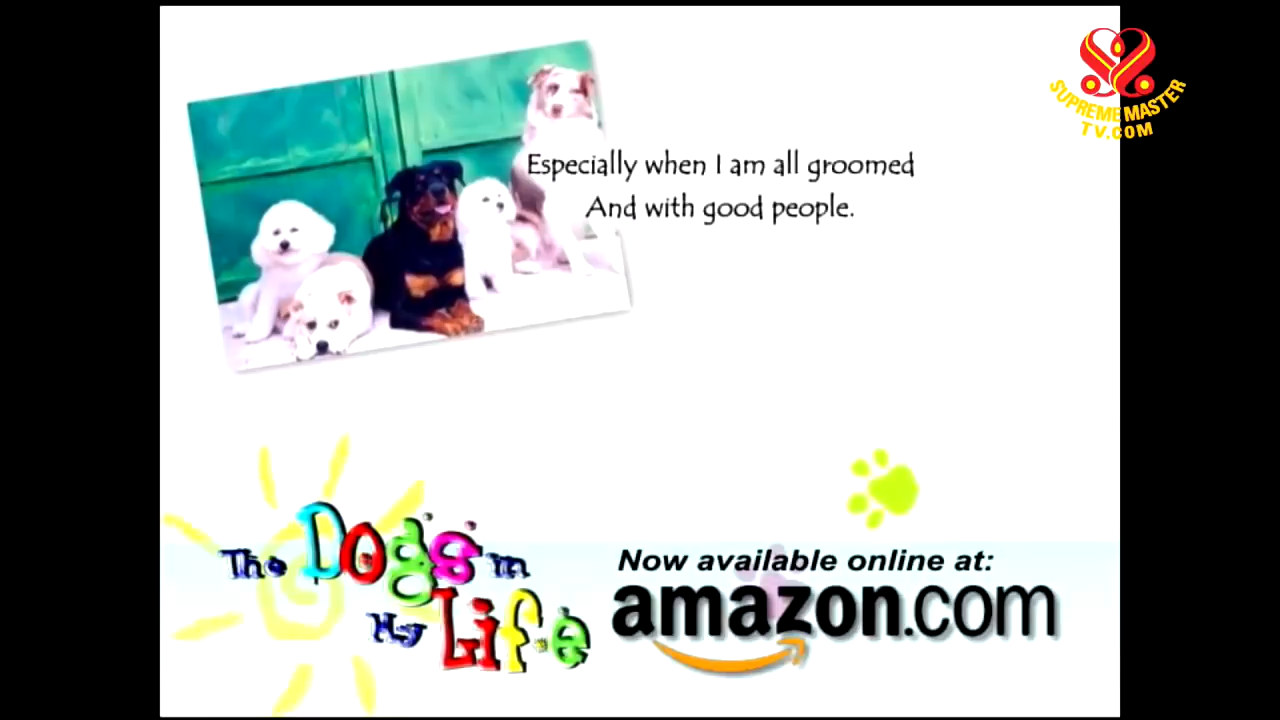 SUPREME MASTER
TV.COM
Especially when I am all groomed
And with good people.
The Dogs in
My Life
Now available online at:
amazon.com